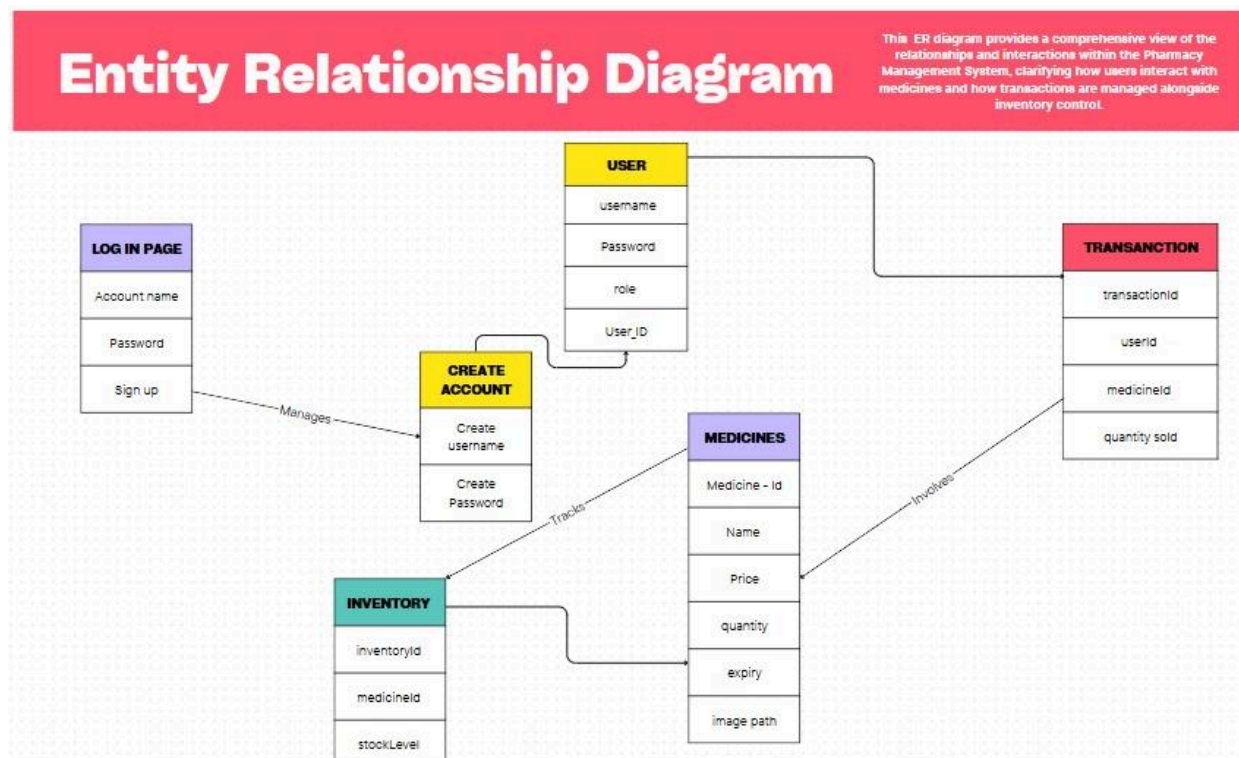 Entity Relationship Diagram
This ER diagram provides a comprehensive view of the
relationships and interactions within the Pharmacy
Management System, clarifying how users interact with
medicines and how transactions are managed alongside
inventory control.
USER
username
Password
role
User_ID
LOG IN PAGE
Account name
Password
Sign up
Manages
CREATE
ACCOUNT
Create
username
Create
Password
TRANSANCTION
transactionId
userId
medicineId
quantity sold
Involves
MEDICINES
Medicine - Id
Name
Price
quantity
expiry
image path
Tracks
INVENTORY
inventoryId
medicineId
stockLevel